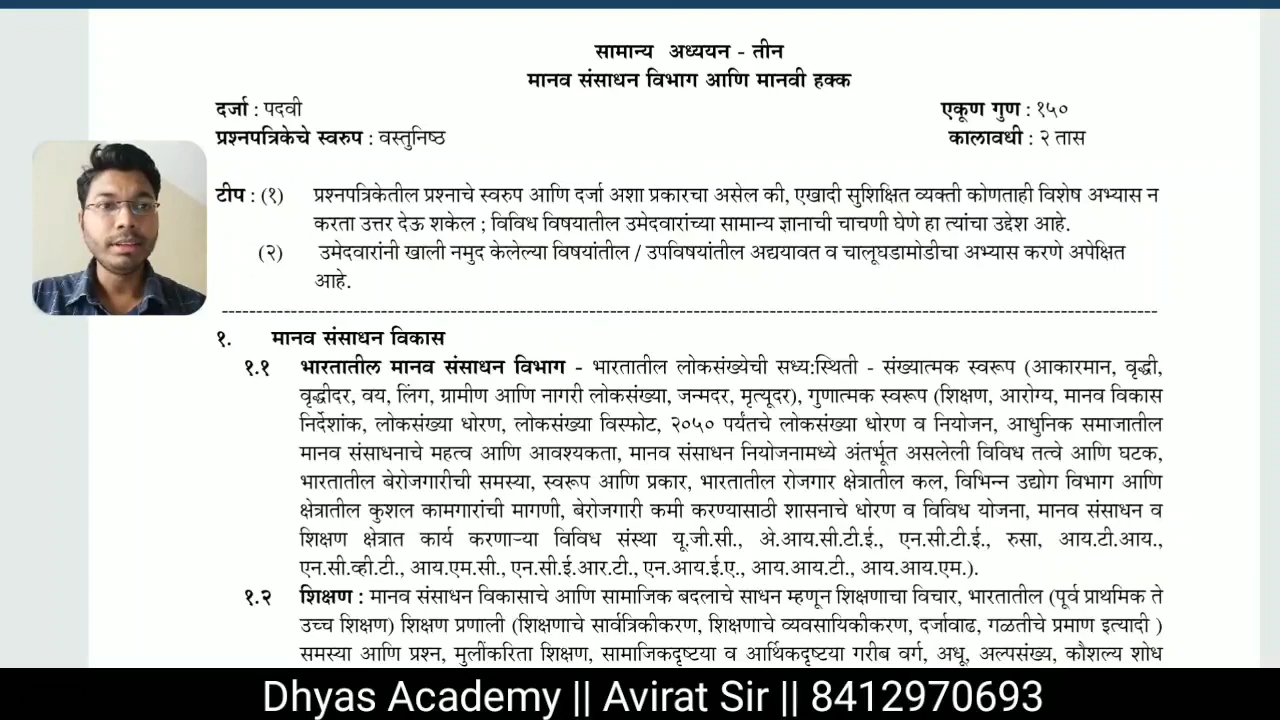 सामान्य अध्ययन - तीन
मानव संसाधन विभाग आणि मानवी हक्क
दर्जा : पदवी एकूण गुण : १५०
प्रश्नपत्रिकेचे स्वरुप : वस्तुनिष्ठ कालावधी : २ तास
टीप : (१) प्रश्नपत्रिकेतील प्रश्नाचे स्वरुप आणि दर्जा अशा प्रकारचा असेल की, एखादी सुशिक्षित व्यक्ती कोणताही विशेष अभ्यास न
करता उत्तर देऊ शकेल ; विविध विषयातील उमेदवारांच्या सामान्य ज्ञानाची चाचणी घेणे हा त्यांचा उद्देश आहे.
(२) उमेदवारांनी खाली नमुद केलेल्या विषयांतील / उपविषयांतील अद्ययावत व चालूघडामोडीचा अभ्यास करणे अपेक्षित
आहे.
१. मानव संसाधन विकास
१.१ भारतातील मानव संसाधन विभाग - भारतातील लोकसंख्येची सध्य:स्थिती - संख्यात्मक स्वरूप (आकारमान, वृद्धी,
वृद्धीदर, वय, लिंग, ग्रामीण आणि नागरी लोकसंख्या, जन्मदर, मृत्यूदर), गुणात्मक स्वरूप (शिक्षण, आरोग्य, मानव विकास
निर्देशांक, लोकसंख्या धोरण, लोकसंख्या विस्फोट, २०५० पर्यंतचे लोकसंख्या धोरण व नियोजन, आधुनिक समाजातील
मानव संसाधनाचे महत्व आणि आवश्यकता, मानव संसाधन नियोजनामध्ये अंतर्भूत असलेली विविध तत्वे आणि घटक,
भारतातील बेरोजगारीची समस्या, स्वरूप आणि प्रकार, भारतातील रोजगार क्षेत्रातील कल, विभिन्न उद्योग विभाग आणि
क्षेत्रातील कुशल कामगारांची मागणी, बेरोजगारी कमी करण्यासाठी शासनाचे धोरण व विविध योजना, मानव संसाधन व
शिक्षण क्षेत्रात कार्य करणाऱ्या विविध संस्था यू.जी.सी., ओ.आय.सी.टी.ई., एन.सी.टी.ई., रुसा, आय.टी.आय.,
एन.सी.व्ही.टी., आय.एम.सी., एन.सी.ई.आर.टी., एन.आय.ई.ए., आय.आय.टी., आय.आय.एम.).
१.२ शिक्षण : मानव संसाधन विकासाचे आणि सामाजिक बदलाचे साधन म्हणून शिक्षणाचा विचार, भारतातील (पूर्व प्राथमिक ते
उच्च शिक्षण) शिक्षण प्रणाली (शिक्षणाचे सार्वत्रिकीकरण, शिक्षणाचे व्यवसायिकीकरण, दर्जावाढ, गळतीचे प्रमाण इत्यादी )
समस्या आणि प्रश्न, मुलींकरिता शिक्षण, सामाजिकदृष्टया व आर्थिकदृष्टया गरीब वर्ग, अधू, अल्पसंख्य, कौशल्य शोध
Dhyas Academy || Avirat Sir || 8412970693